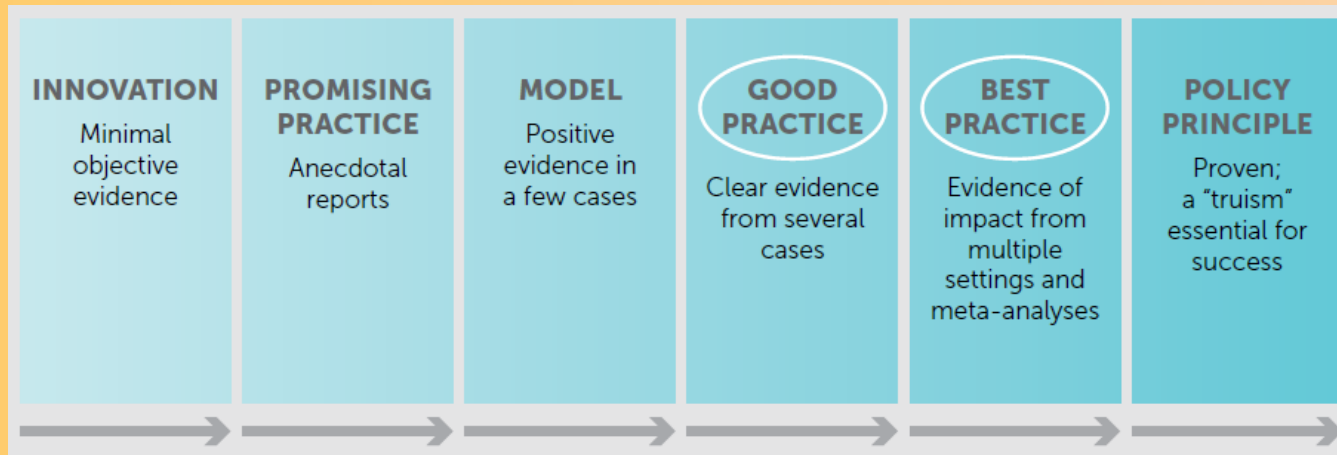 INNOVATION
Minimal
objective
evidence
PROMISING
PRACTICE
Anecdotal
reports
MODEL
Positive
evidence in
a few cases
GOOD
PRACTICE
Clear evidence
from several
cases
BEST
PRACTICE
Evidence of
impact from
multiple
settings and
meta-analyses
POLICY
PRINCIPLE
Proven;
a “truism”
essential for
success